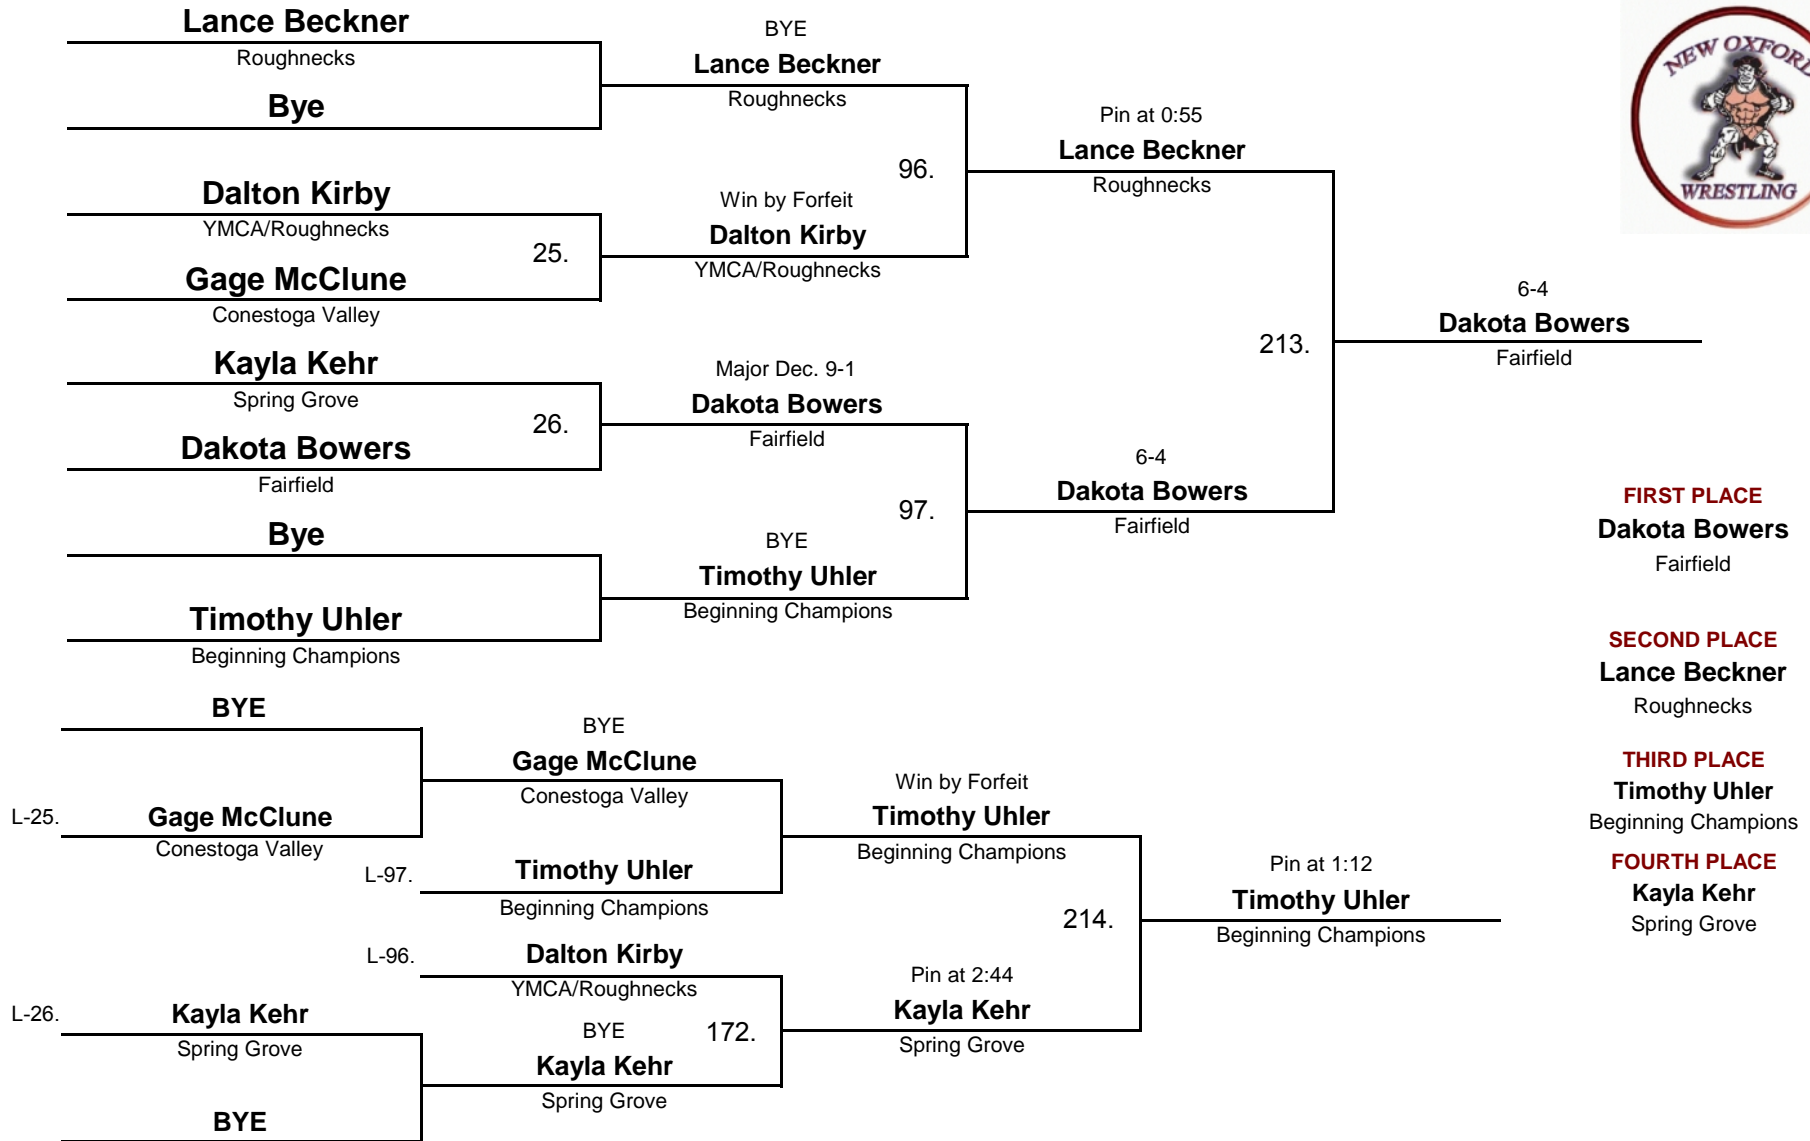 Lance Beckner
Roughnecks
Bye
Dalton Kirby
YMCA/Roughnecks
25.
Gage McClune
Conestoga Valley
Kayla Kehr
Spring Grove
26.
Dakota Bowers
Fairfield
Bye
Timothy Uhler
Beginning Champions
BYE
Lance Beckner
Roughnecks
96.
Win by Forfeit
Dalton Kirby
YMCA/Roughnecks
Major Dec. 9-1
Dakota Bowers
Fairfield
97.
BYE
Timothy Uhler
Beginning Champions
Pin at 0:55
Lance Beckner
Roughnecks
213.
6-4
Dakota Bowers
Fairfield
6-4
Dakota Bowers
Fairfield
NEW OXFORD
WRESTLING
FIRST PLACE
Dakota Bowers
Fairfield
SECOND PLACE
Lance Beckner
Roughnecks
THIRD PLACE
Timothy Uhler
Beginning Champions
FOURTH PLACE
Kayla Kehr
Spring Grove
BYE
L-25.
Gage McClune
Conestoga Valley
L-26.
Kayla Kehr
Spring Grove
BYE
BYE
Gage McClune
Conestoga Valley
L-97.
Timothy Uhler
Beginning Champions
L-96.
Dalton Kirby
YMCA/Roughnecks
BYE
172.
Kayla Kehr
Spring Grove
Win by Forfeit
Timothy Uhler
Beginning Champions
214.
Pin at 2:44
Kayla Kehr
Spring Grove
Pin at 1:12
Timothy Uhler
Beginning Champions